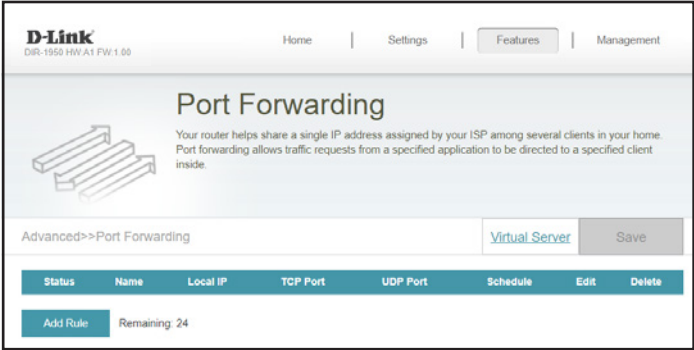 D-Link
DIR-1950 HW:A1 FW:1.00
Home | Settings | Features | Management
Port Forwarding
Your router helps share a single IP address assigned by your ISP among several clients in your home.
Port forwarding allows traffic requests from a specified application to be directed to a specified client
inside.
Advanced>>Port Forwarding
Virtual Server
Save
Status Name Local IP TCP Port UDP Port Schedule Edit Delete
Add Rule Remaining: 24